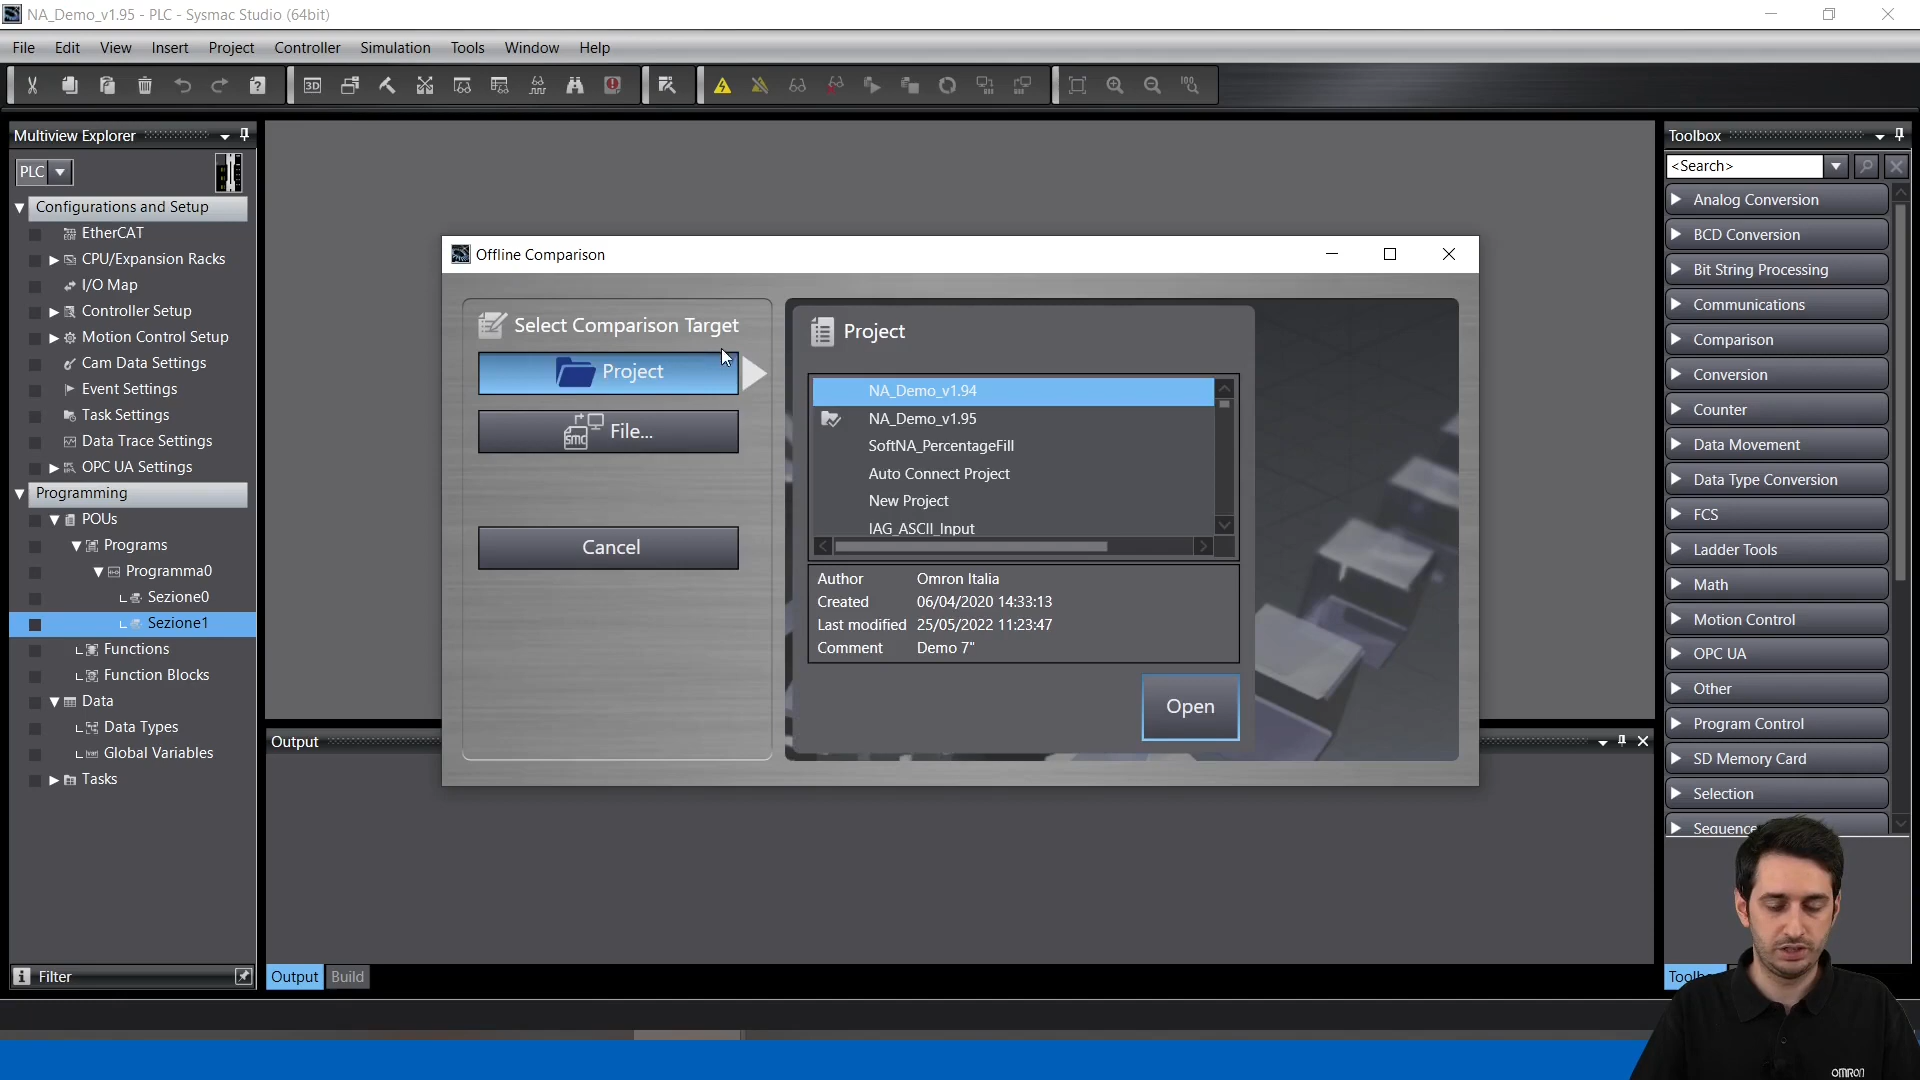 NA_Demo_v1.95 - PLC - Sysmac Studio (64bit)
File Edit View Insert Project Controller Simulation Tools Window Help
Multiview Explorer
PLC
Configurations and Setup
EtherCAT
CPU/Expansion Racks
I/O Map
Controller Setup
Motion Control Setup
Cam Data Settings
Event Settings
Task Settings
Data Trace Settings
OPC UA Settings
Programming
POUs
Programs
Programma0
Sezione0
Sezione1
Functions
Function Blocks
Data
Data Types
Global Variables
Tasks
Filter
Offline Comparison
Select Comparison Target
Project
File...
SMC
Cancel
Project
NA_Demo_v1.94
NA_Demo_v1.95
SoftNA_PercentageFill
Auto Connect Project
New Project
IAG_ASCII_Input
Author Omron Italia
Created 06/04/2020 14:33:13
Last modified 25/05/2022 11:23:47
Comment Demo 7"
Open
Output
Output Build
Toolbox
<Search>
Analog Conversion
BCD Conversion
Bit String Processing
Communications
Comparison
Conversion
Counter
Data Movement
Data Type Conversion
FCS
Ladder Tools
Math
Motion Control
OPC UA
Other
Program Control
SD Memory Card
Selection
Sequence
OMRON